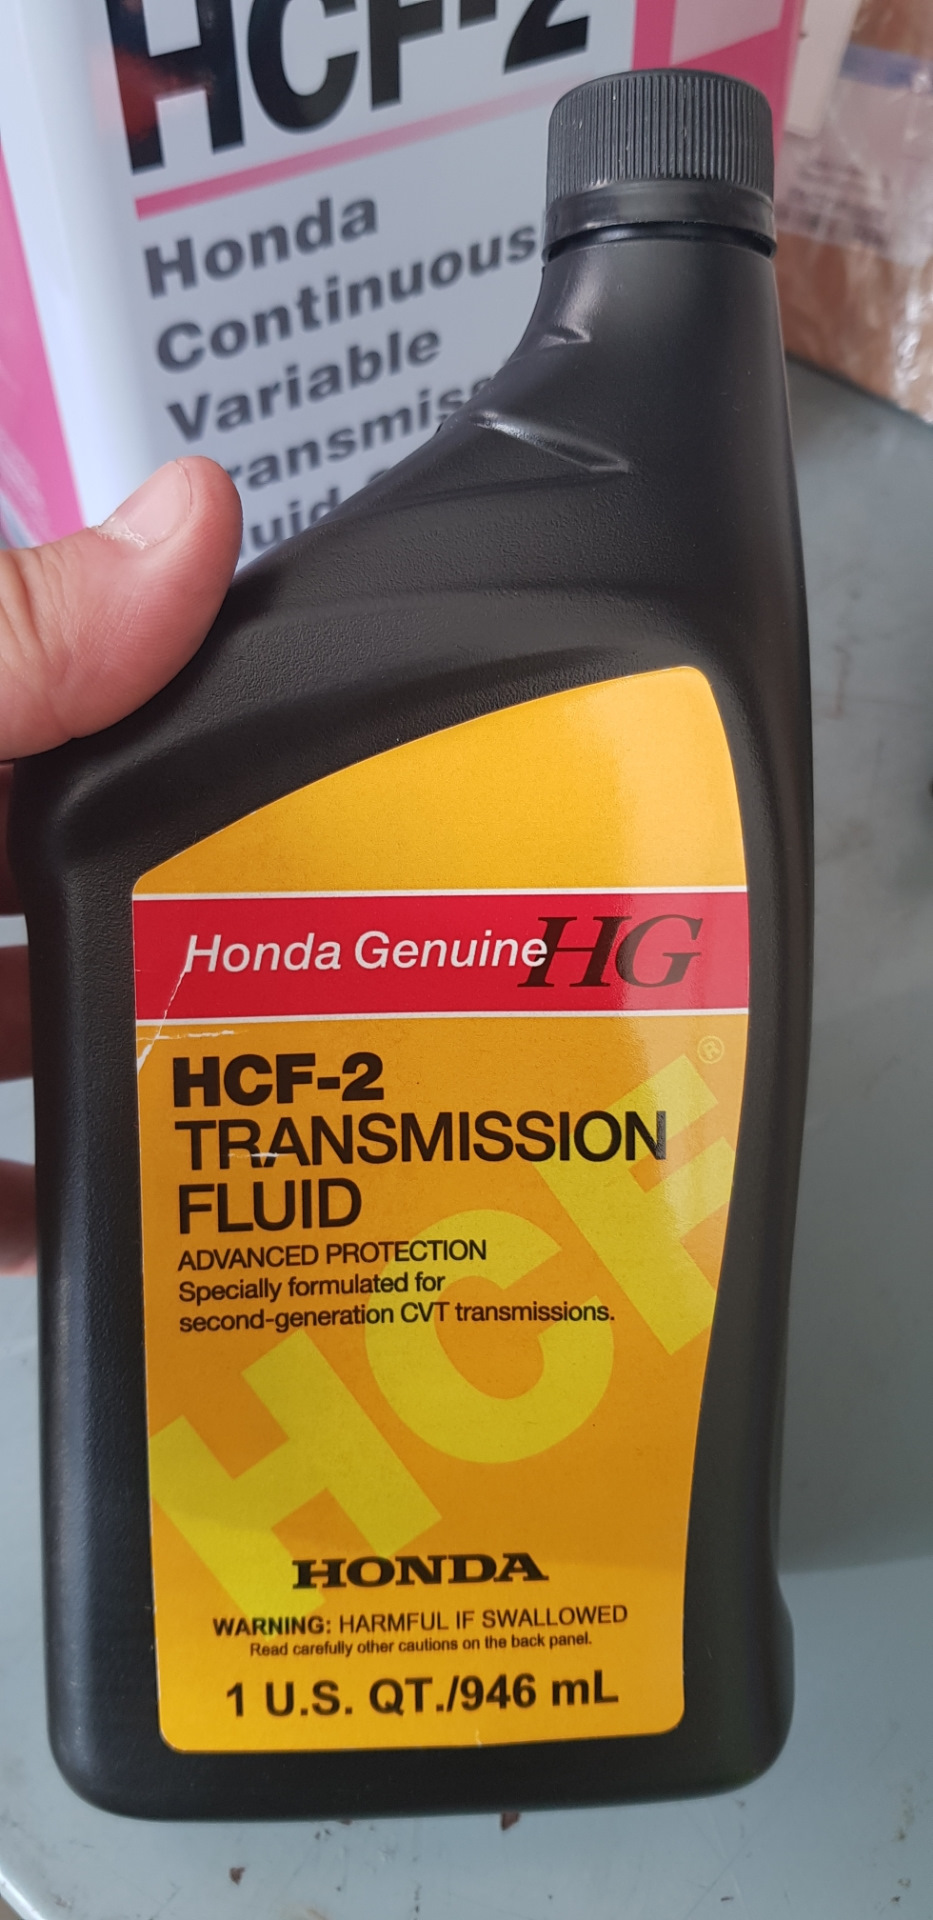 HCF-2
Honda
Continuous
Variable
Honda Genuine HG
HCF-2
TRANSMISSION
FLUID
ADVANCED PROTECTION
Specially formulated for
second-generation CVT transmissions.
HCF®
HONDA
WARNING: HARMFUL IF SWALLOWED
Read carefully other cautions on the back panel.
1 U.S. QT./946 mL